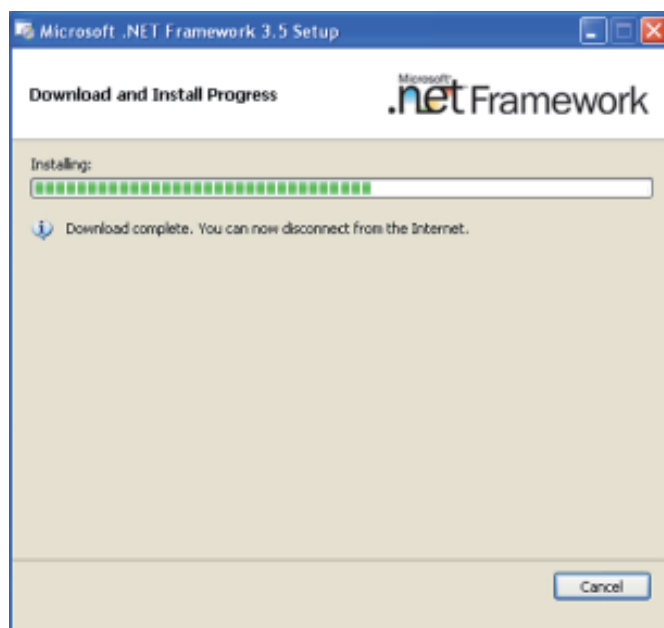 Microsoft .NET Framework 3.5 Setup
Download and Install Progress
Microsoft
.net Framework
Installing:
Download complete. You can now disconnect from the Internet.
Cancel